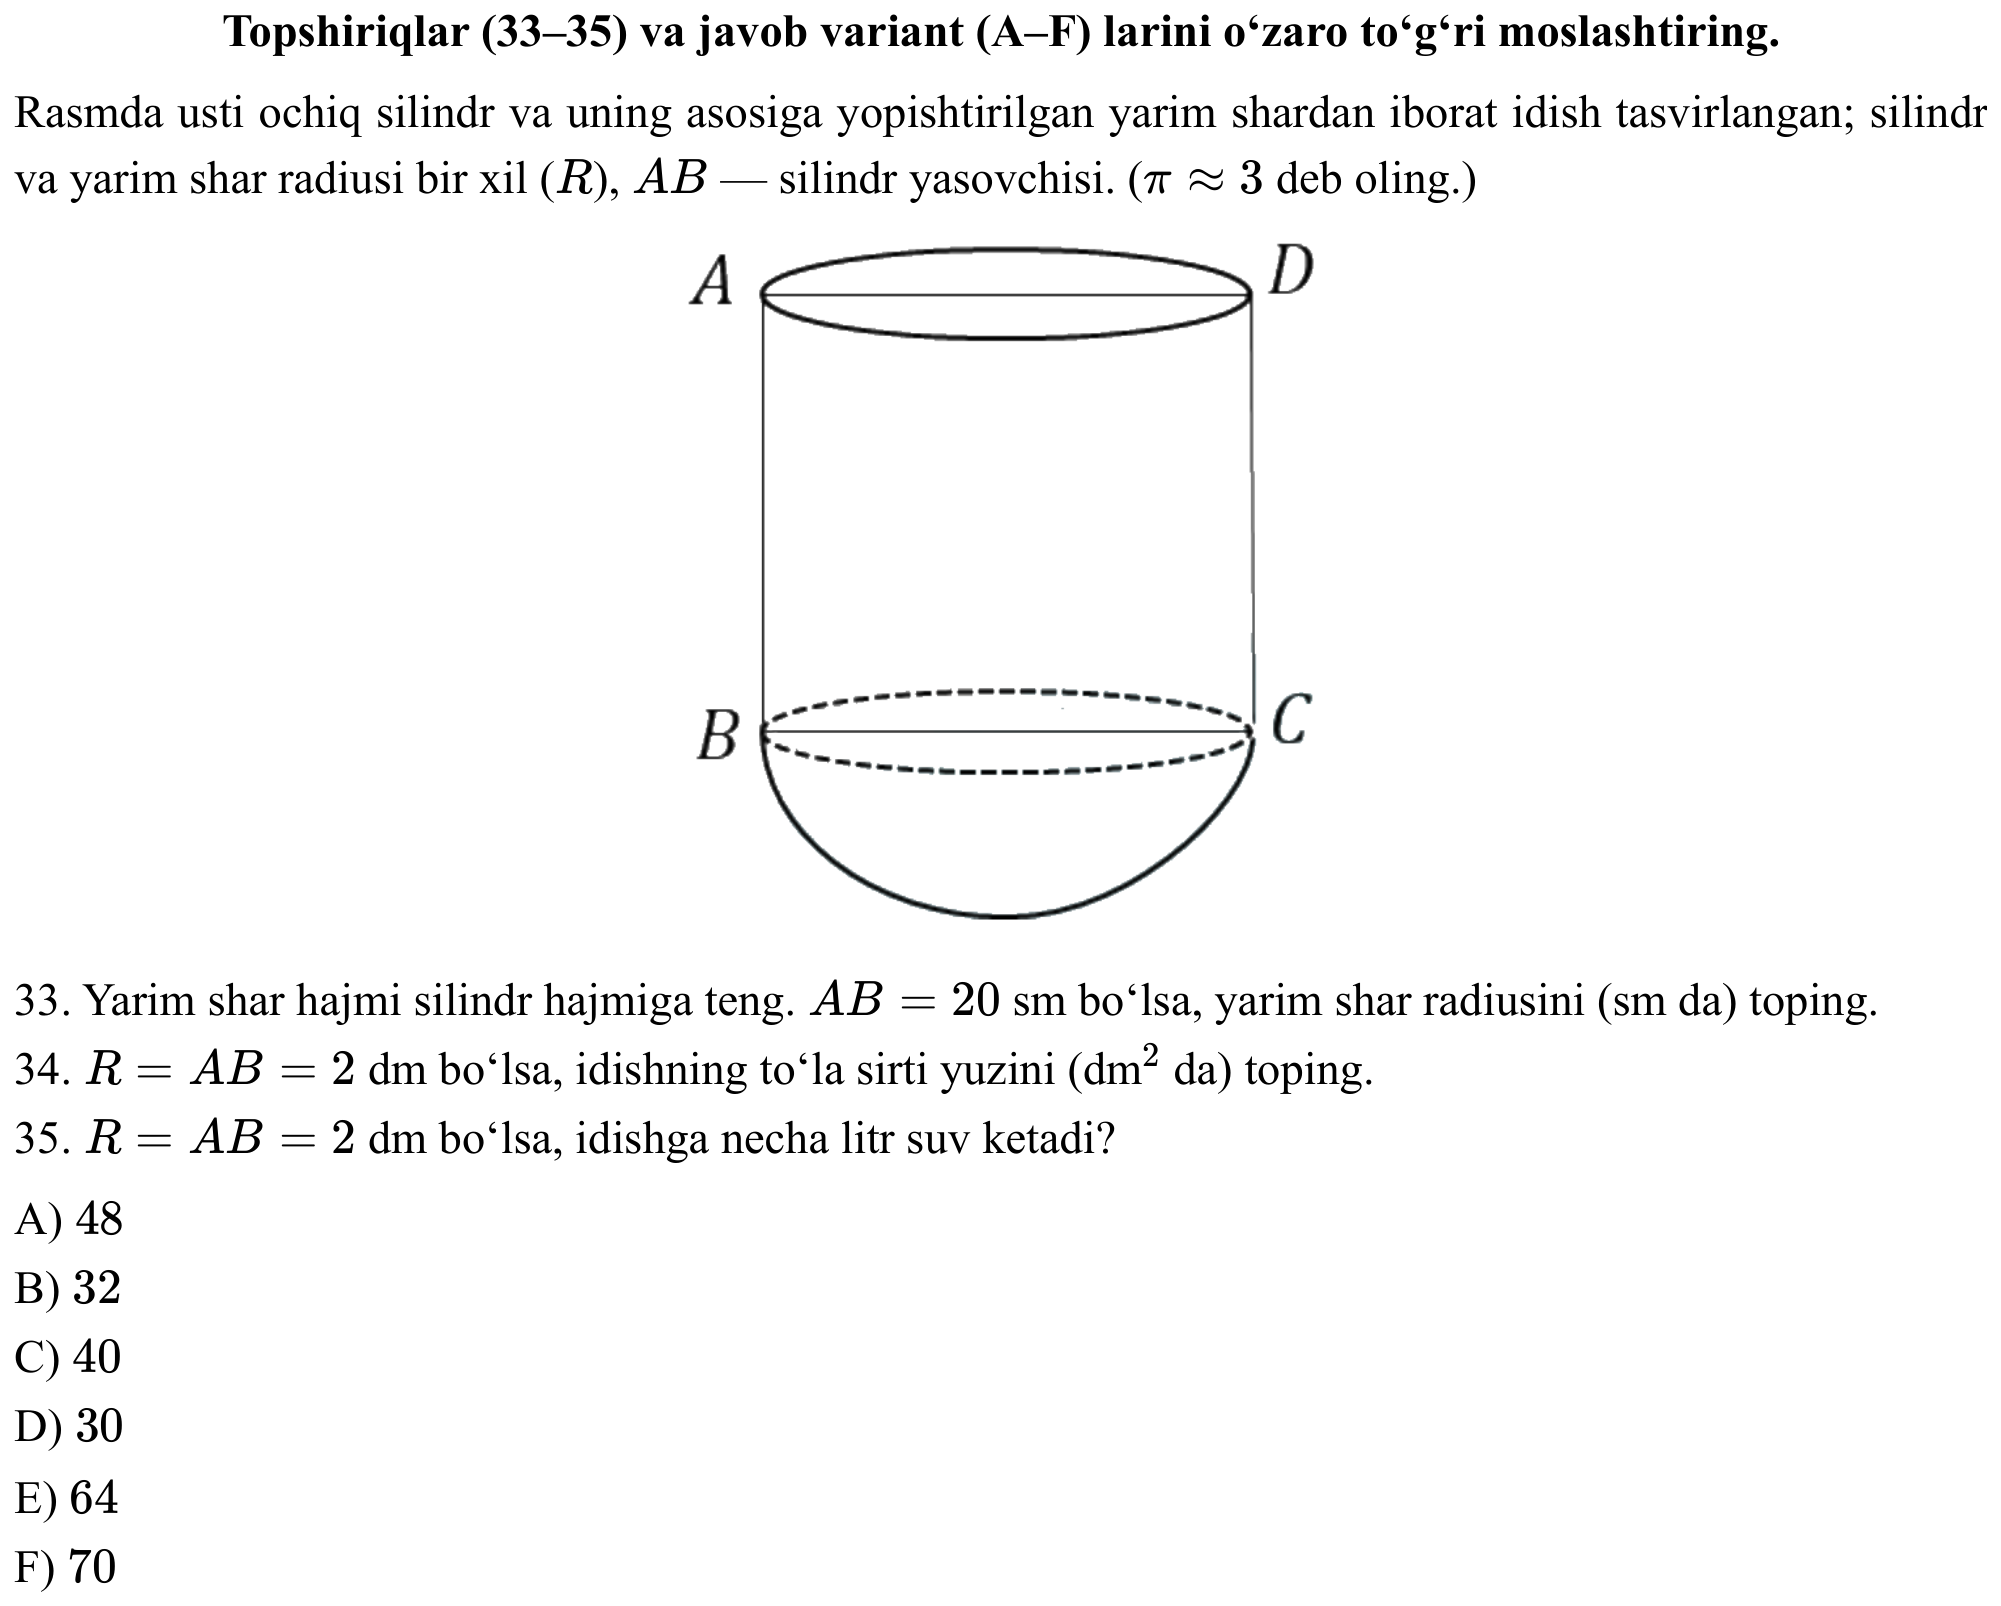 Topshiriqlar (33–35) va javob variant (A–F) larini o‘zaro to‘g‘ri moslashtiring.
Rasmda usti ochiq silindr va uning asosiga yopishtirilgan yarim shardan iborat idish tasvirlangan; silindr
va yarim shar radiusi bir xil (R), AB — silindr yasovchisi. (π ≈ 3 deb oling.)
A
D
B
C
33. Yarim shar hajmi silindr hajmiga teng. AB = 20 sm bo‘lsa, yarim shar radiusini (sm da) toping.
34. R = AB = 2 dm bo‘lsa, idishning to‘la sirti yuzini (dm² da) toping.
35. R = AB = 2 dm bo‘lsa, idishga necha litr suv ketadi?
A) 48
B) 32
C) 40
D) 30
E) 64
F) 70